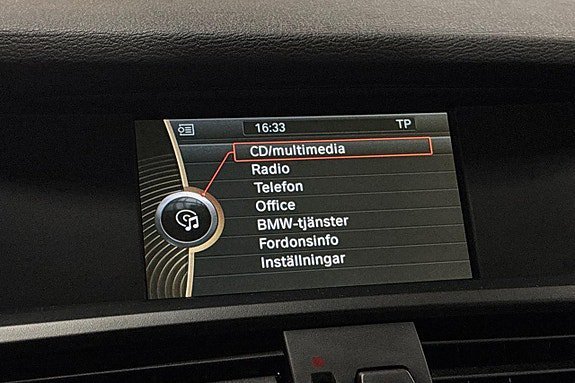 16:33 TP
CD/multimedia
Radio
Telefon
Office
BMW-tjänster
Fordonsinfo
Inställningar